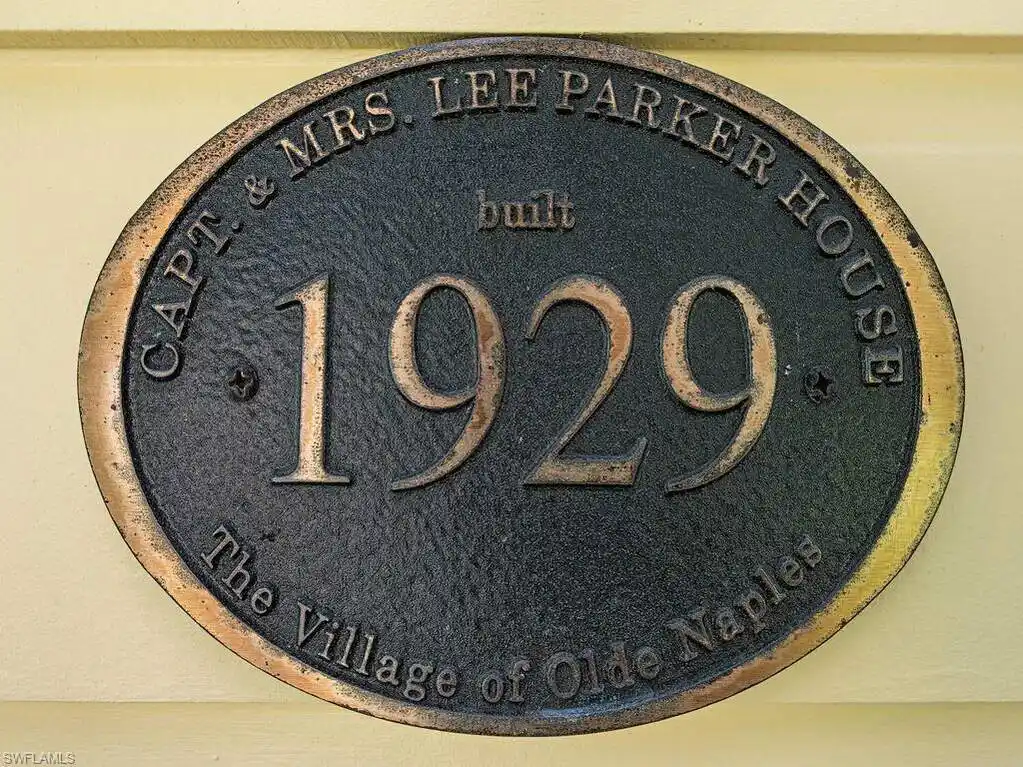 CAPT. & MRS. LEE PARKER HOUSE
built
1929
The Village of Olde Naples
SWFLAMLS